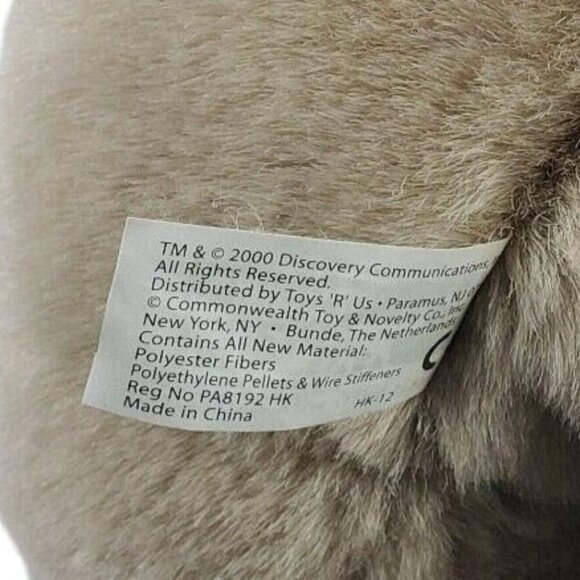 TM & © 2000 Discovery Communications,
All Rights Reserved.
Distributed by Toys 'R' Us • Paramus, NJ
© Commonwealth Toy & Novelty Co., Inc.
New York, NY • Bunde, The Netherlands
Contains All New Material:
Polyester Fibers
Polyethylene Pellets & Wire Stiffeners
Reg No PA8192 HK
HK-12
Made in China